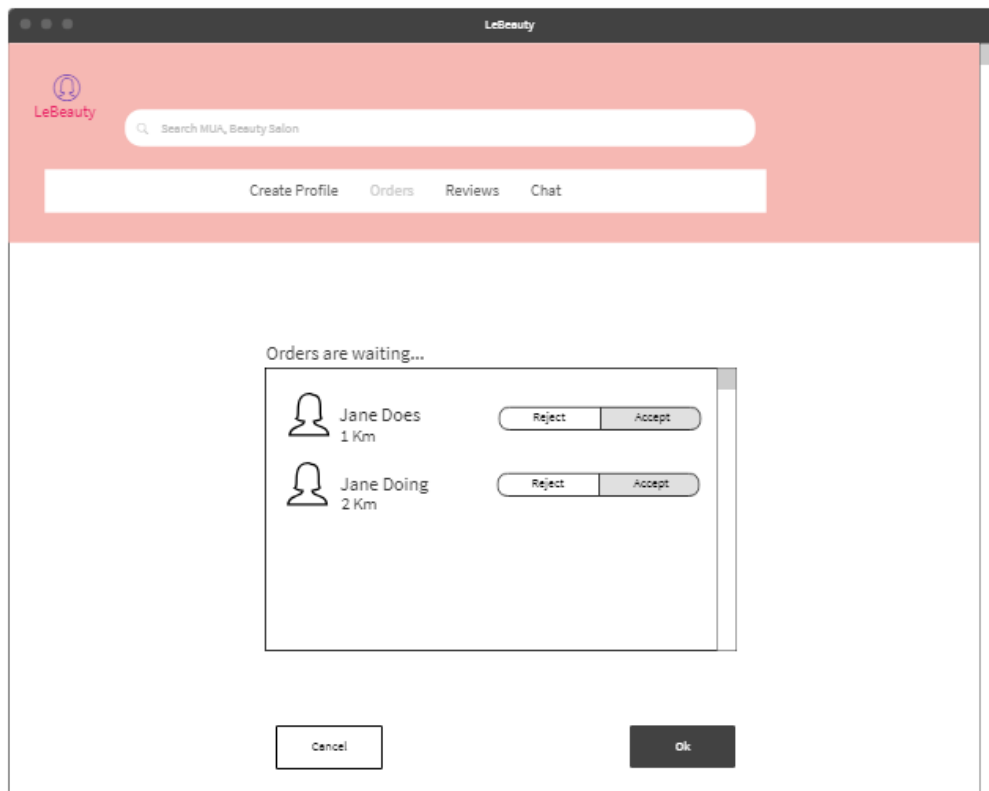 LeBeauty
LeBeauty
Search MUA, Beauty Salon
Create Profile Orders Reviews Chat
Orders are waiting...
Jane Does
1 Km
Reject Accept
Jane Doing
2 Km
Reject Accept
Cancel Ok